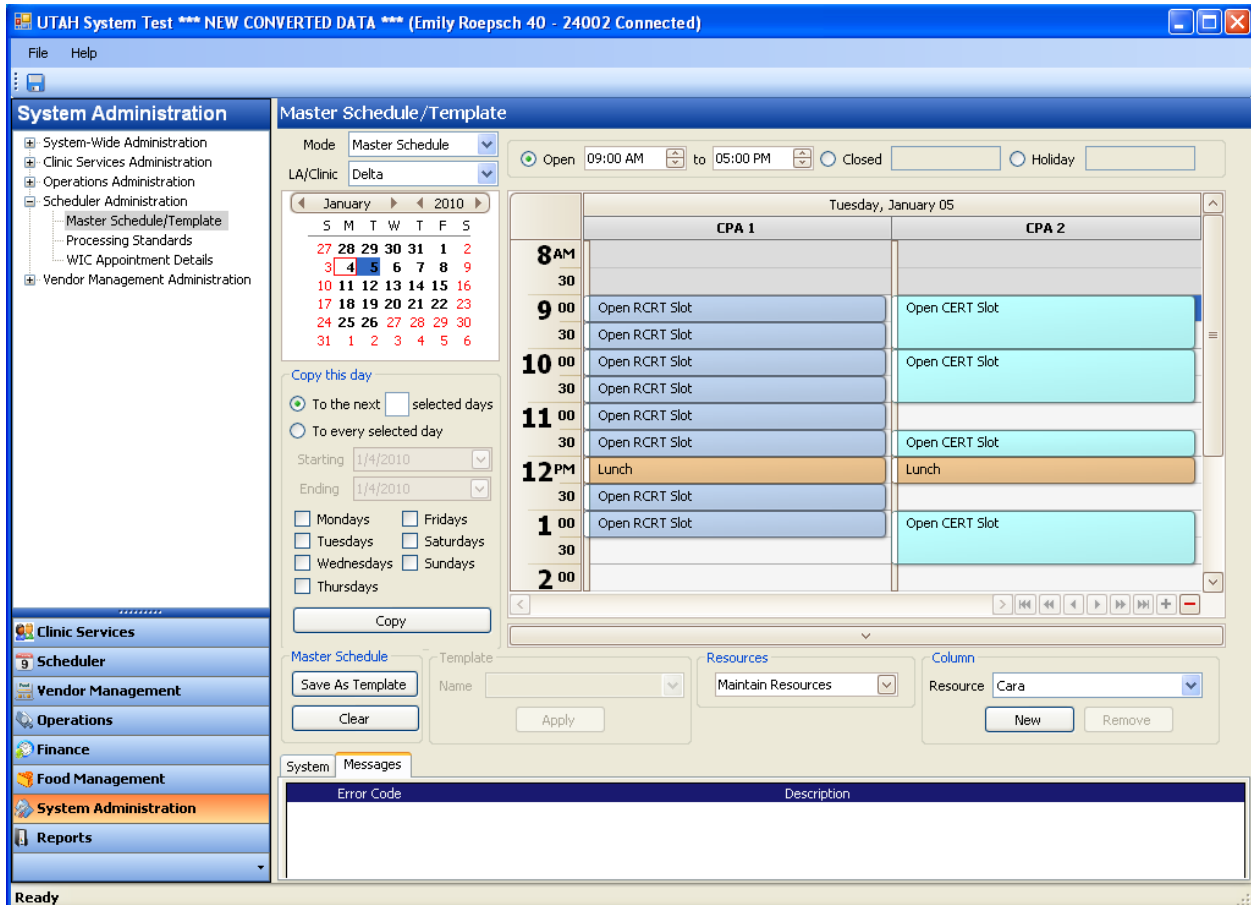 UTAH System Test *** NEW CONVERTED DATA *** (Emily Roepsch 40 - 24002 Connected)
File Help
System Administration
System-Wide Administration
Clinic Services Administration
Operations Administration
Scheduler Administration
Master Schedule/Template
Processing Standards
WIC Appointment Details
Vendor Management Administration
Clinic Services
9 Scheduler
Vendor Management
Operations
Finance
Food Management
System Administration
Reports
Master Schedule/Template
Mode Master Schedule
LA/Clinic Delta
Open 09:00 AM to 05:00 PM Closed Holiday
January 2010
S M T W T F S
27 28 29 30 31 1 2
3 4 5 6 7 8 9
10 11 12 13 14 15 16
17 18 19 20 21 22 23
24 25 26 27 28 29 30
31 1 2 3 4 5 6
Copy this day
To the next selected days
To every selected day
Starting 1/4/2010
Ending 1/4/2010
Mondays Fridays
Tuesdays Saturdays
Wednesdays Sundays
Thursdays
Copy
Tuesday, January 05
CPA 1 CPA 2
8 AM
30
9 00 Open RCRT Slot Open CERT Slot
30 Open RCRT Slot
10 00 Open RCRT Slot Open CERT Slot
30 Open RCRT Slot
11 00 Open RCRT Slot
30 Open RCRT Slot Open CERT Slot
12 PM Lunch Lunch
30 Open RCRT Slot
1 00 Open RCRT Slot Open CERT Slot
30
2 00
Master Schedule
Save As Template
Clear
Template
Name
Apply
Resources
Maintain Resources
Column
Resource Cara
New Remove
System Messages
Error Code Description
Ready